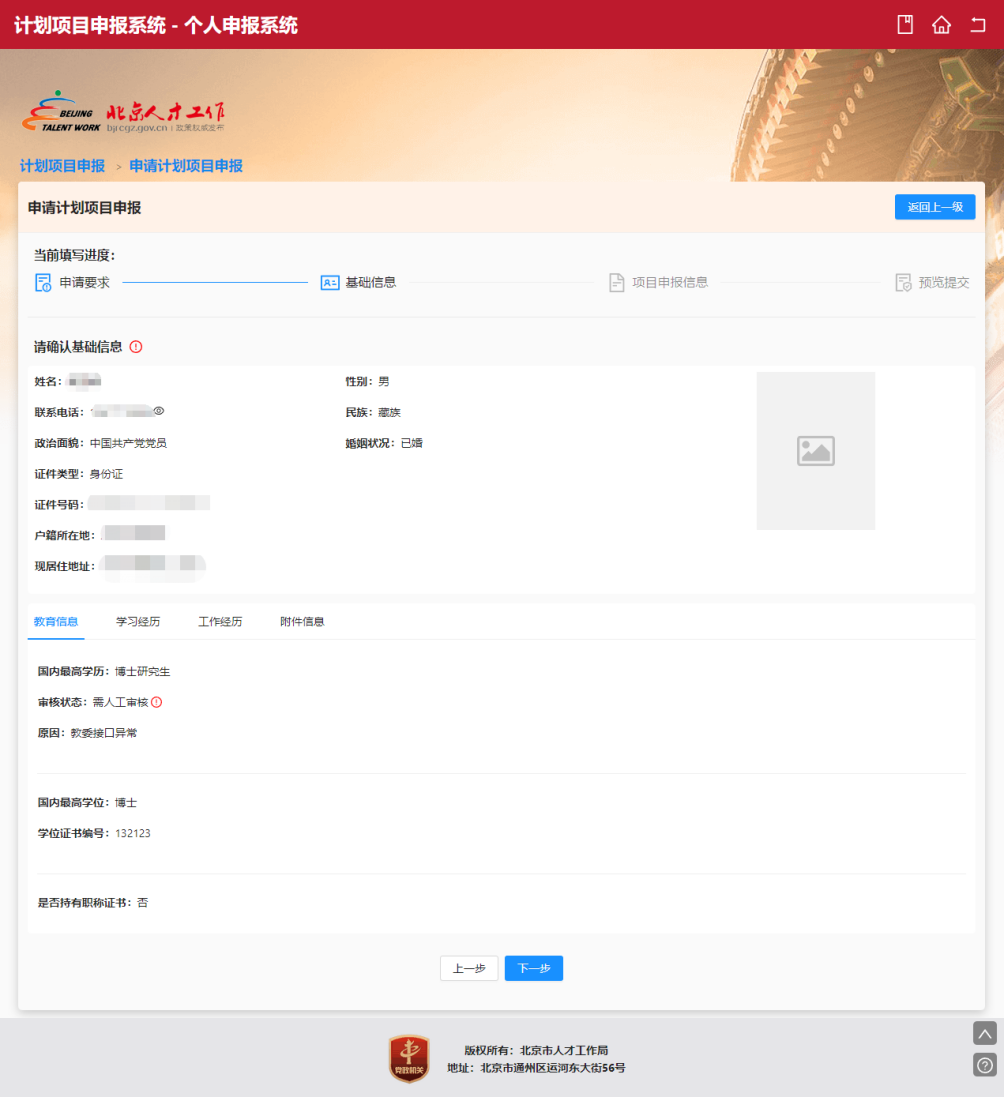 计划项目申报系统 - 个人申报系统
BEIJING
TALENT WORK
北京人才工作
bjrcgz.gov.cn | 政策权威发布
计划项目申报 > 申请计划项目申报
申请计划项目申报
返回上一级
当前填写进度：
申请要求
基础信息
项目申报信息
预览提交
请确认基础信息
姓名：
性别：男
联系电话：
民族：藏族
政治面貌：中国共产党党员
婚姻状况：已婚
证件类型：身份证
证件号码：
户籍所在地：
现居住地址：
教育信息
学习经历
工作经历
附件信息
国内最高学历：博士研究生
审核状态：需人工审核
原因：教委接口异常
国内最高学位：博士
学位证书编号：132123
是否持有职称证书：否
上一步
下一步
党政机关
版权所有：北京市人才工作局
地址：北京市通州区运河东大街56号